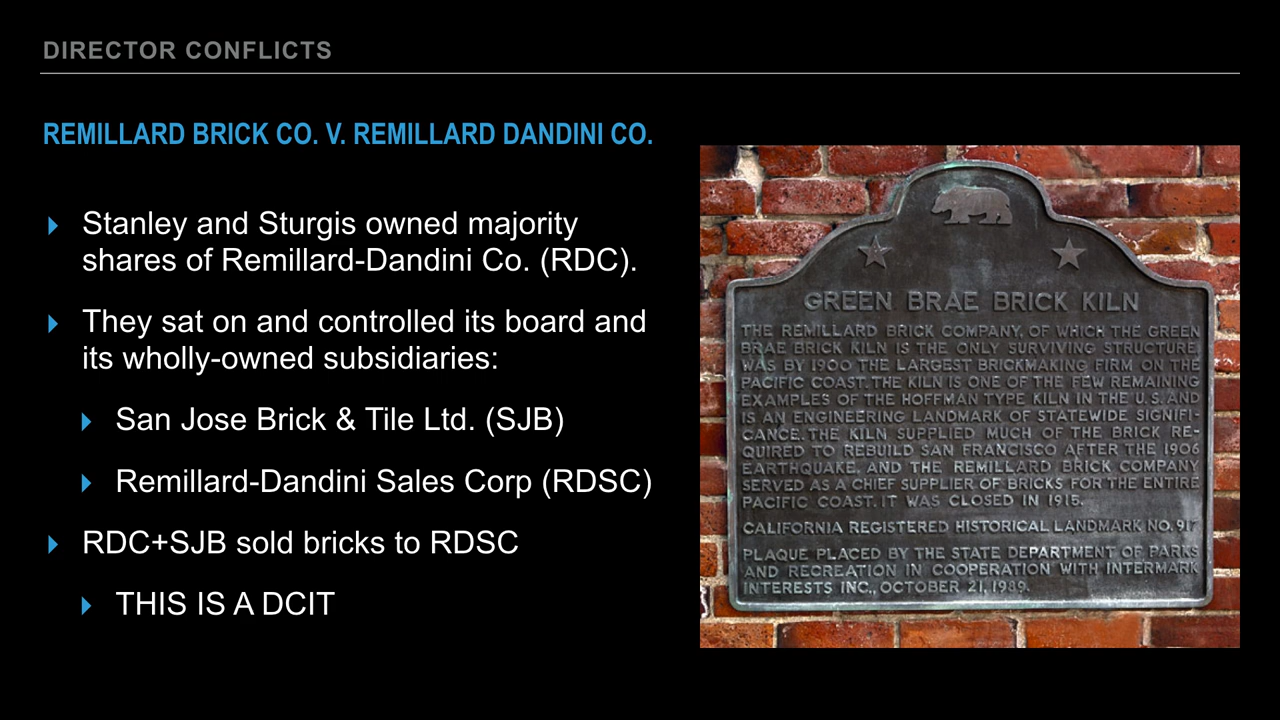 DIRECTOR CONFLICTS
REMILLARD BRICK CO. V. REMILLARD DANDINI CO.
Stanley and Sturgis owned majority
shares of Remillard-Dandini Co. (RDC).
They sat on and controlled its board and
its wholly-owned subsidiaries:
San Jose Brick & Tile Ltd. (SJB)
Remillard-Dandini Sales Corp (RDSC)
RDC+SJB sold bricks to RDSC
THIS IS A DCIT
GREEN BRAE BRICK KILN
THE REMILLARD BRICK COMPANY, OF WHICH THE GREEN
BRAE BRICK KILN IS THE ONLY SURVIVING STRUCTURE
WAS BY 1900 THE LARGEST BRICKMAKING FIRM ON THE
PACIFIC COAST. THE KILN IS ONE OF THE FEW REMAINING
EXAMPLES OF THE HOFFMAN TYPE KILN IN THE U.S. AND
IS AN ENGINEERING LANDMARK OF STATEWIDE SIGNIFI-
CANCE. THE KILN SUPPLIED MUCH OF THE BRICK RE-
QUIRED TO REBUILD SAN FRANCISCO AFTER THE 1906
EARTHQUAKE, AND THE REMILLARD BRICK COMPANY
SERVED AS A CHIEF SUPPLIER OF BRICKS FOR THE ENTIRE
PACIFIC COAST. IT WAS CLOSED IN 1915.
CALIFORNIA REGISTERED HISTORICAL LANDMARK NO. 917
PLAQUE PLACED BY THE STATE DEPARTMENT OF PARKS
AND RECREATION IN COOPERATION WITH INTERMARK
INTERESTS INC., OCTOBER 21, 1989.